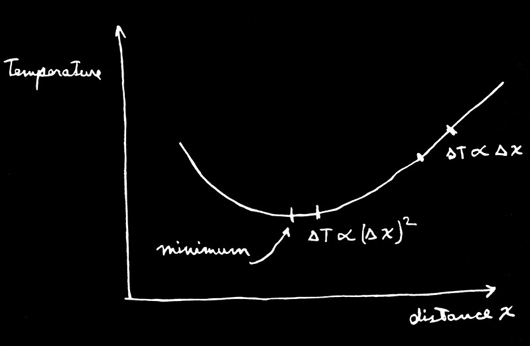 Temperature
ΔT ∝ Δx
ΔT ∝ (Δx)²
minimum
distance x